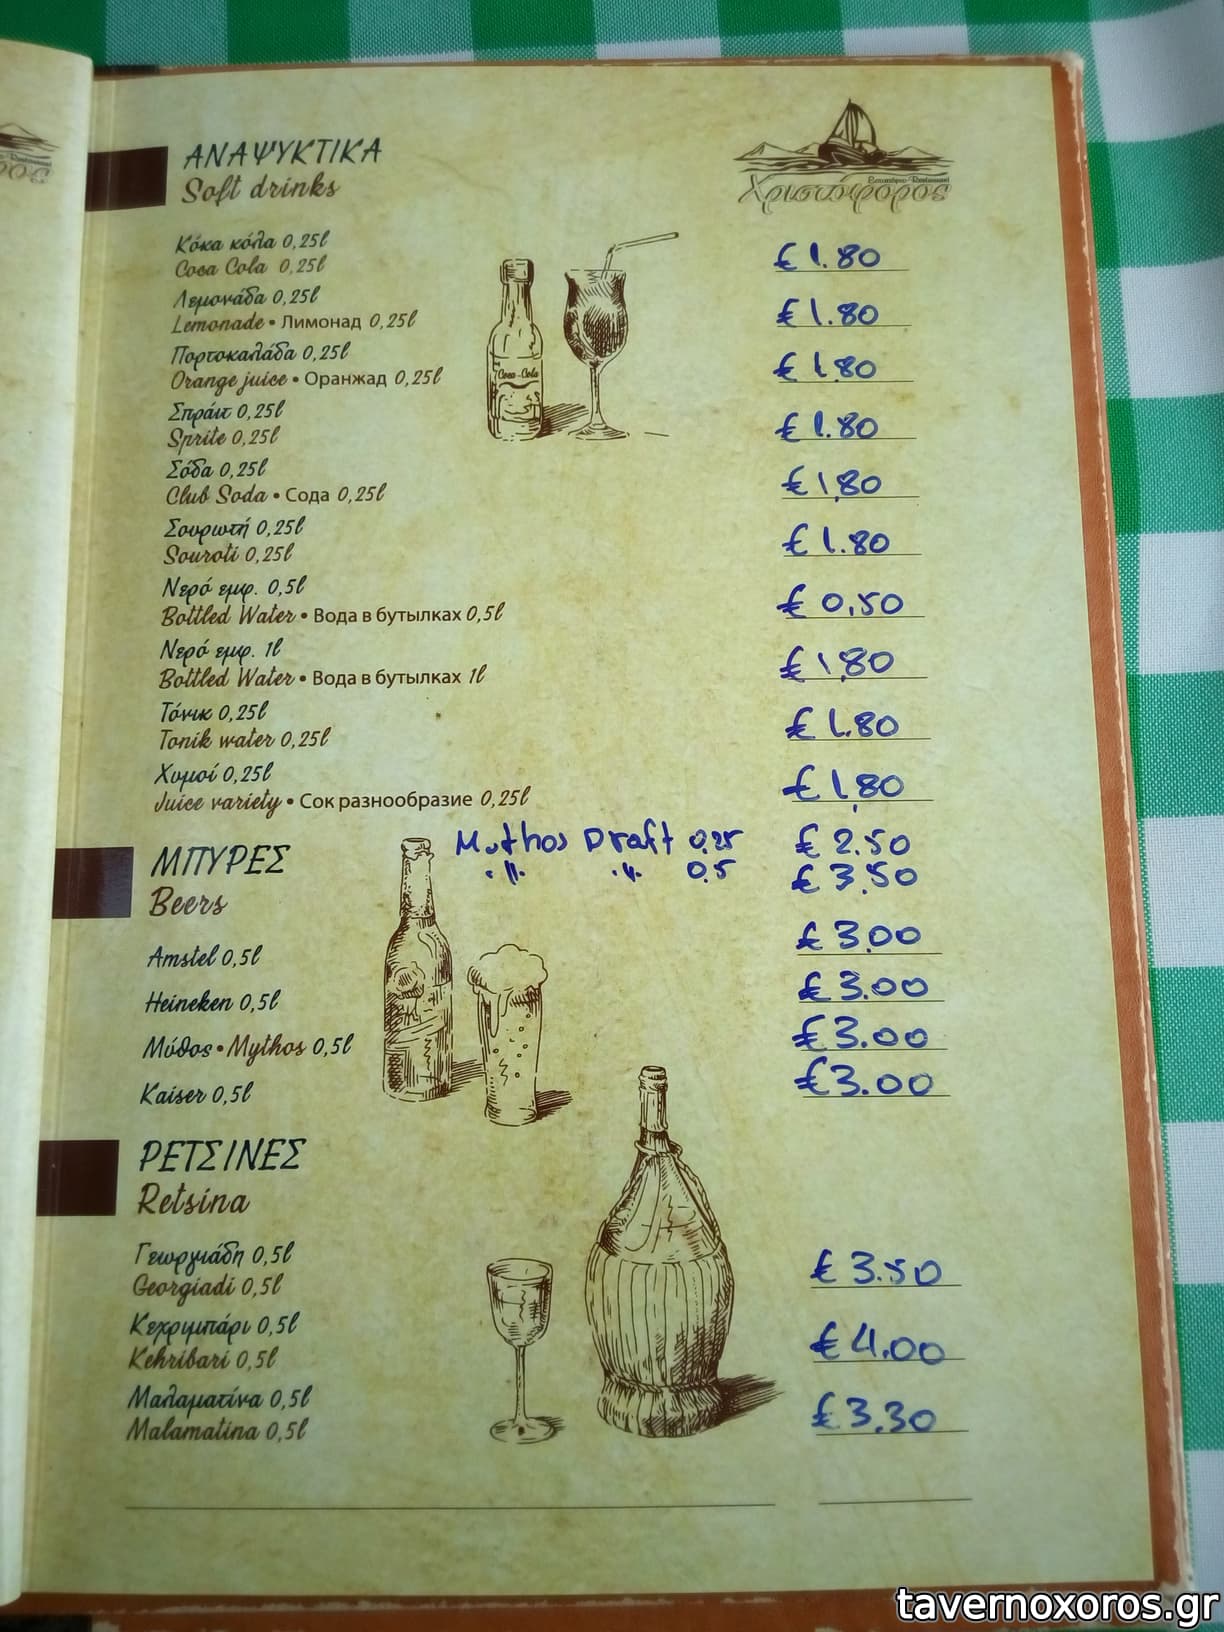 ΑΝΑΨΥΚΤΙΚΑ
Soft drinks
Εστιατόριο Restaurant
Χριστόφορος
Κόκα κόλα 0,25l
Coca Cola 0,25l
€ 1.80
Λεμονάδα 0,25l
Lemonade • Лимонад 0,25l
€ 1.80
Πορτοκαλάδα 0,25l
Orange juice • Оранжад 0,25l
€ 1.80
Coca-Cola
Σπράιτ 0,25l
Sprite 0,25l
€ 1.80
Σόδα 0,25l
Club Soda • Сода 0,25l
€ 1,80
Σουρωτή 0,25l
Souroti 0,25l
€ 1.80
Νερό εμφ. 0,5l
Bottled Water • Вода в бутылках 0,5l
€ 0,50
Νερό εμφ. 1l
Bottled Water • Вода в бутылках 1l
€ 1,80
Τόνικ 0,25l
Tonik water 0,25l
€ 1.80
Χυμοί 0,25l
Juice variety • Сок разнообразие 0,25l
€ 1,80
ΜΠΥΡΕΣ
Beers
Mythos Draft 0,25 € 2.50
" " 0,5 € 3,50
Amstel 0,5l € 3.00
Heineken 0,5l € 3.00
Μύθος • Mythos 0,5l € 3.00
Kaiser 0,5l € 3.00
ΡΕΤΣΙΝΕΣ
Retsina
Γεωργιάδη 0,5l
Georgiadi 0,5l
€ 3.50
Κεχριμπάρι 0,5l
Kehribari 0,5l
€ 4.00
Μαλαματίνα 0,5l
Malamatina 0,5l
€ 3,30
tavernoxoros.gr